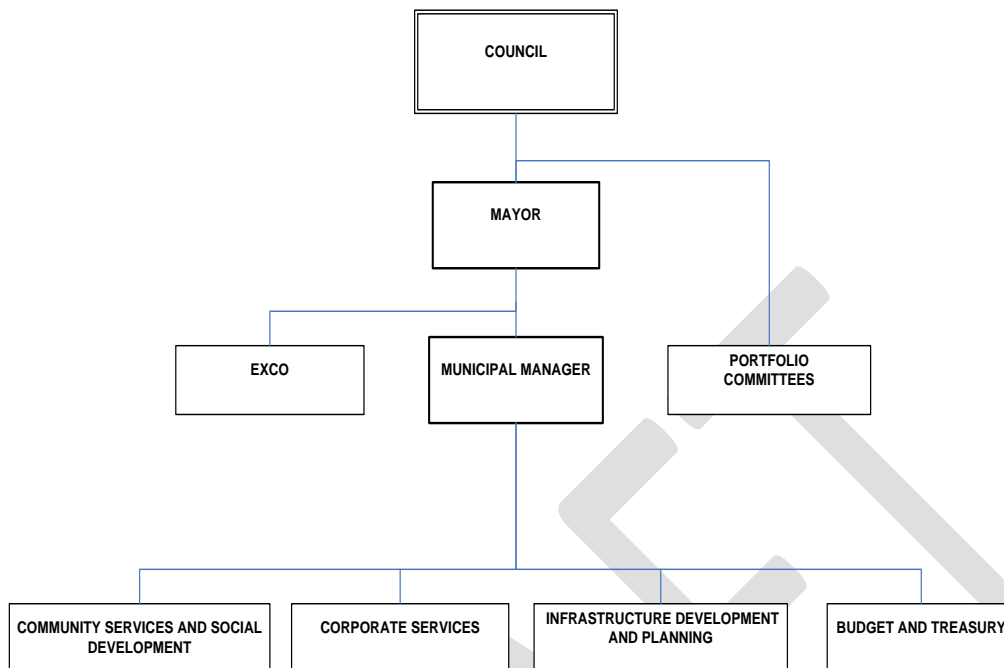 COUNCIL
MAYOR
EXCO
MUNICIPAL MANAGER
PORTFOLIO
COMMITTEES
COMMUNITY SERVICES AND SOCIAL
DEVELOPMENT
CORPORATE SERVICES
INFRASTRUCTURE DEVELOPMENT
AND PLANNING
BUDGET AND TREASURY